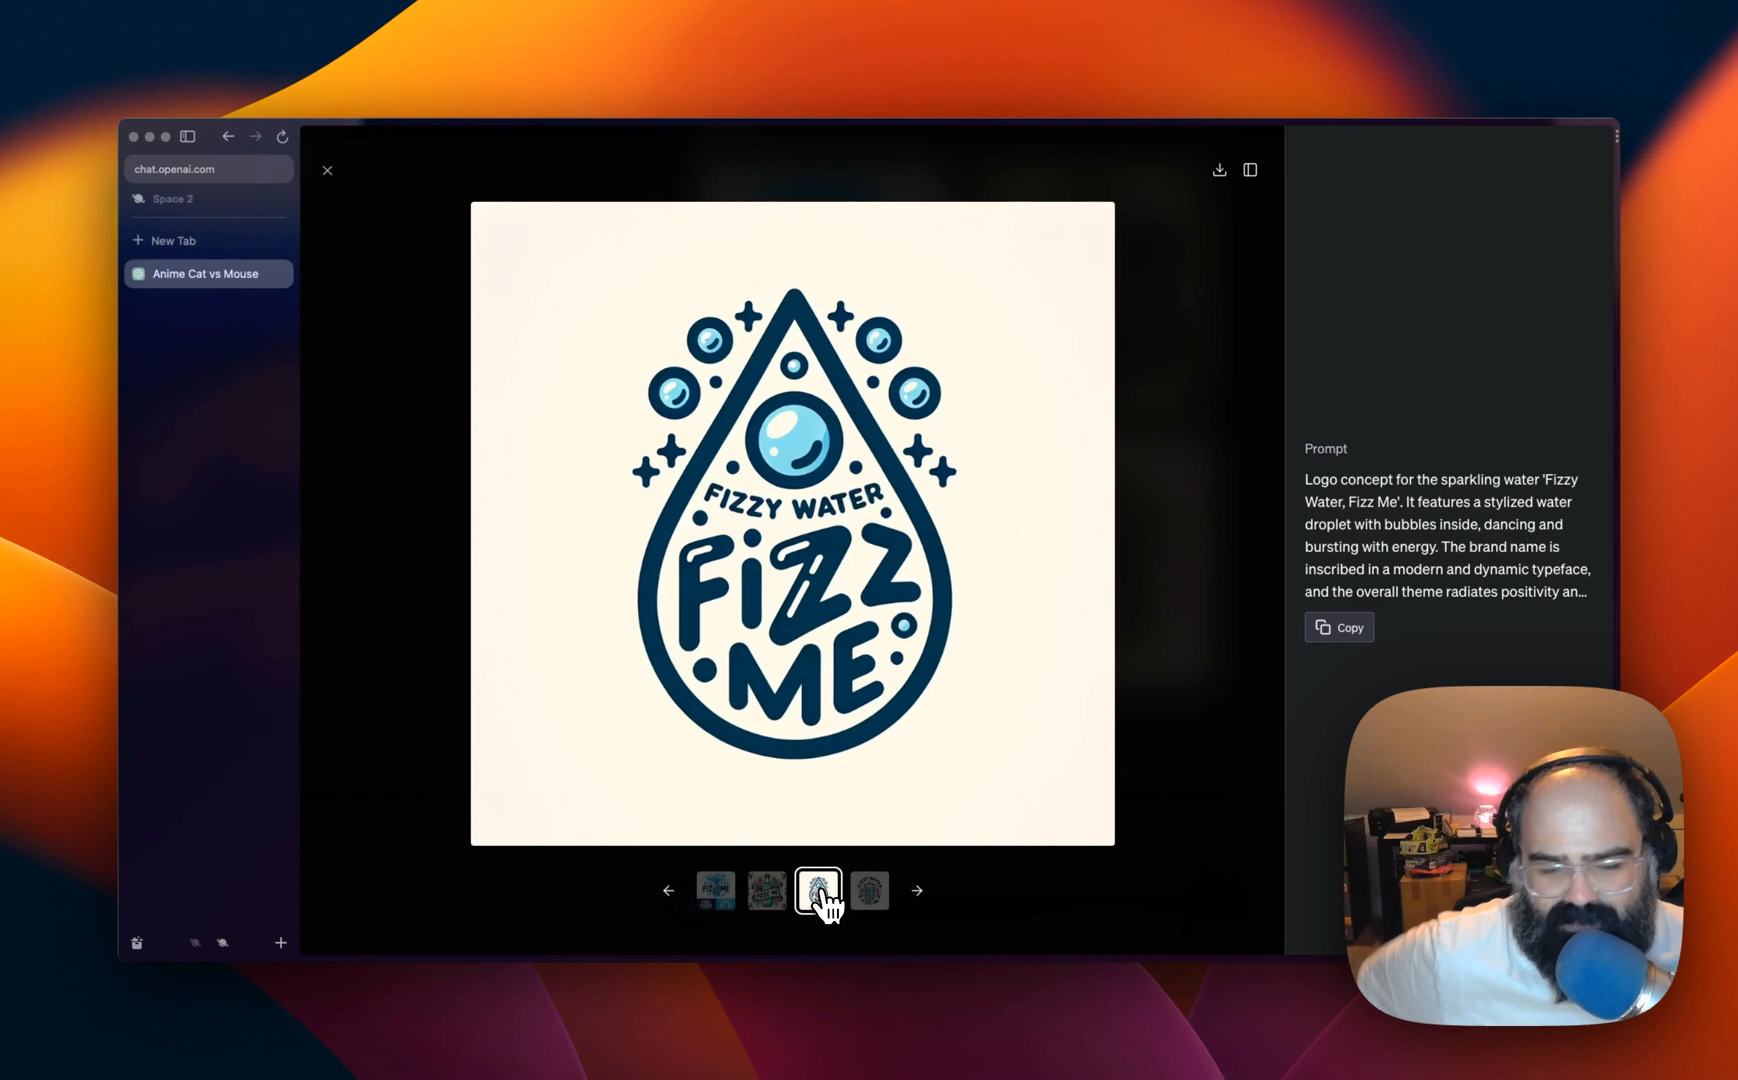 chat.openai.com
Space 2
New Tab
Anime Cat vs Mouse
FIZZY WATER
FiZZ
ME
Prompt
Logo concept for the sparkling water 'Fizzy
Water, Fizz Me'. It features a stylized water
droplet with bubbles inside, dancing and
bursting with energy. The brand name is
inscribed in a modern and dynamic typeface,
and the overall theme radiates positivity an...
Copy